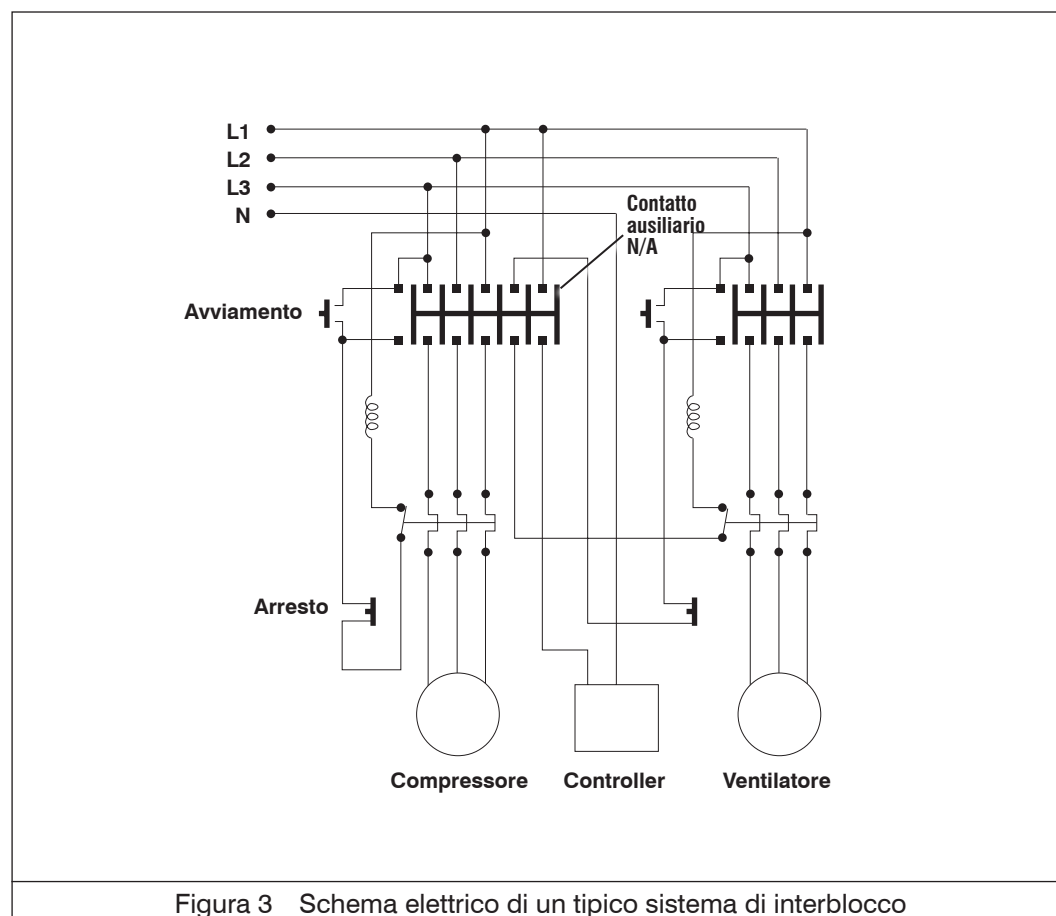 L1
L2
L3
N
Contatto
ausiliario
N/A
Avviamento
Arresto
Compressore
Controller
Ventilatore
Figura 3 Schema elettrico di un tipico sistema di interblocco